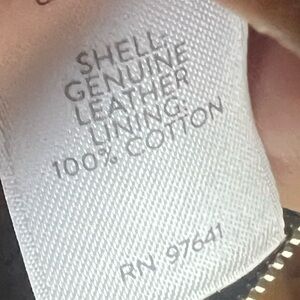 SHELL-
GENUINE
LEATHER
LINING:
100% COTTON
RN 97641